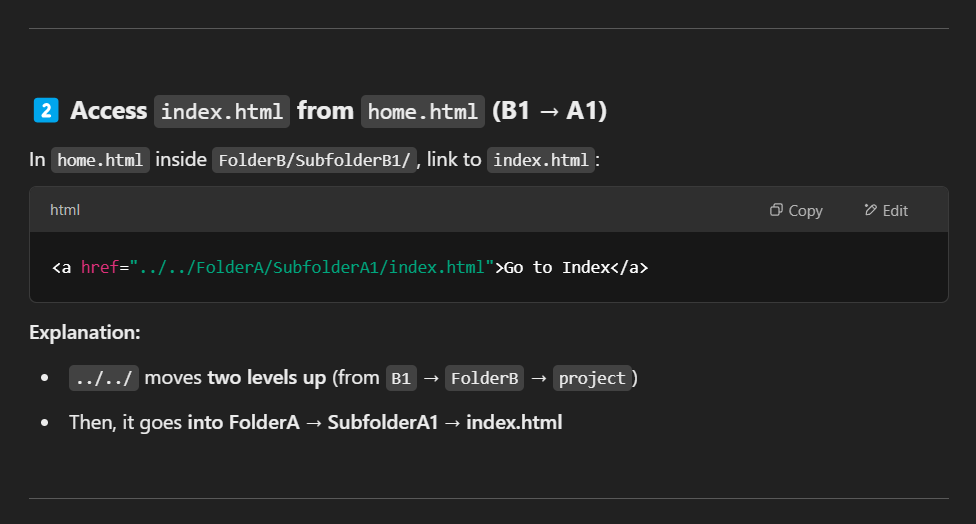 2 Access index.html from home.html (B1 → A1)
In home.html inside FolderB/SubfolderB1/, link to index.html:
html Copy Edit
<a href="../../FolderA/SubfolderA1/index.html">Go to Index</a>
Explanation:
• ../../ moves two levels up (from B1 → FolderB → project)
• Then, it goes into FolderA → SubfolderA1 → index.html